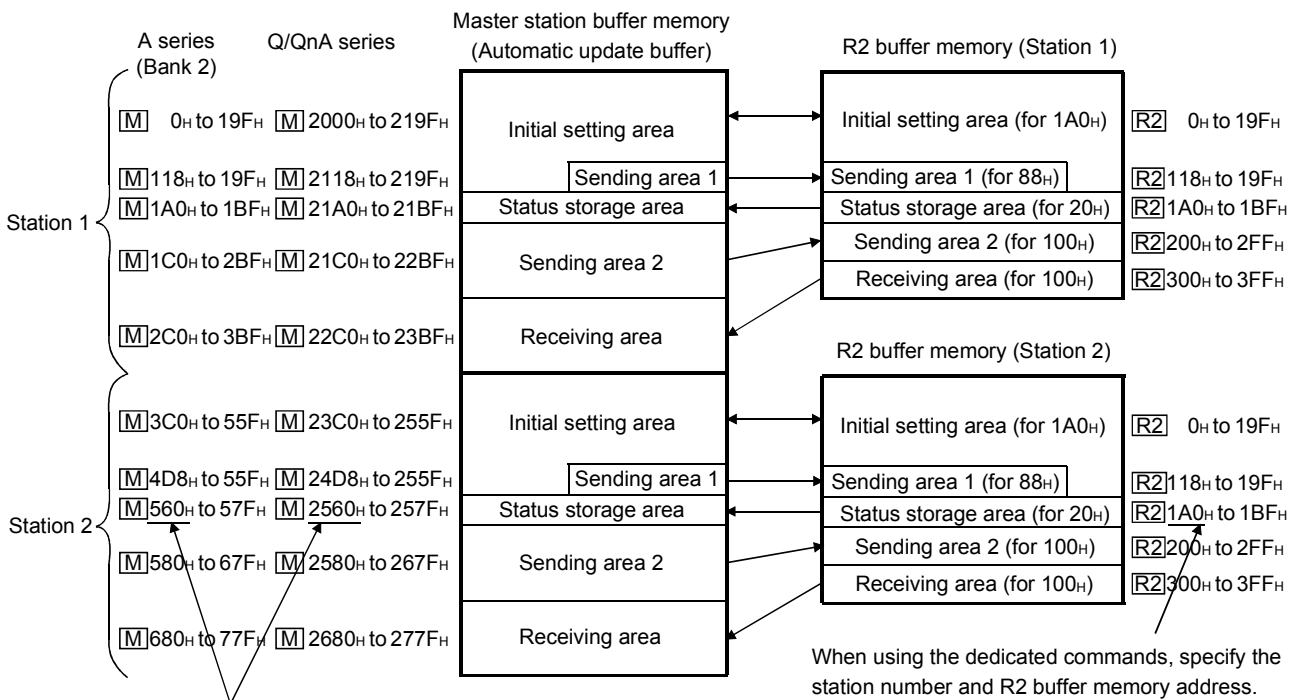 Master station buffer memory
(Automatic update buffer)
A series
(Bank 2)
Q/QnA series
R2 buffer memory (Station 1)
M 0H to 19FH M 2000H to 219FH Initial setting area Initial setting area (for 1A0H) R2 0H to 19FH
M 118H to 19FH M 2118H to 219FH Sending area 1 Sending area 1 (for 88H) R2 118H to 19FH
M 1A0H to 1BFH M 21A0H to 21BFH Status storage area Status storage area (for 20H) R2 1A0H to 1BFH
Station 1
M 1C0H to 2BFH M 21C0H to 22BFH Sending area 2 Sending area 2 (for 100H) R2 200H to 2FFH
M 2C0H to 3BFH M 22C0H to 23BFH Receiving area Receiving area (for 100H) R2 300H to 3FFH
R2 buffer memory (Station 2)
M 3C0H to 55FH M 23C0H to 255FH Initial setting area Initial setting area (for 1A0H) R2 0H to 19FH
M 4D8H to 55FH M 24D8H to 255FH Sending area 1 Sending area 1 (for 88H) R2 118H to 19FH
M 560H to 57FH M 2560H to 257FH Status storage area Status storage area (for 20H) R2 1A0H to 1BFH
Station 2
M 580H to 67FH M 2580H to 267FH Sending area 2 Sending area 2 (for 100H) R2 200H to 2FFH
M 680H to 77FH M 2680H to 277FH Receiving area Receiving area (for 100H) R2 300H to 3FFH
When using the dedicated commands, specify the
station number and R2 buffer memory address.